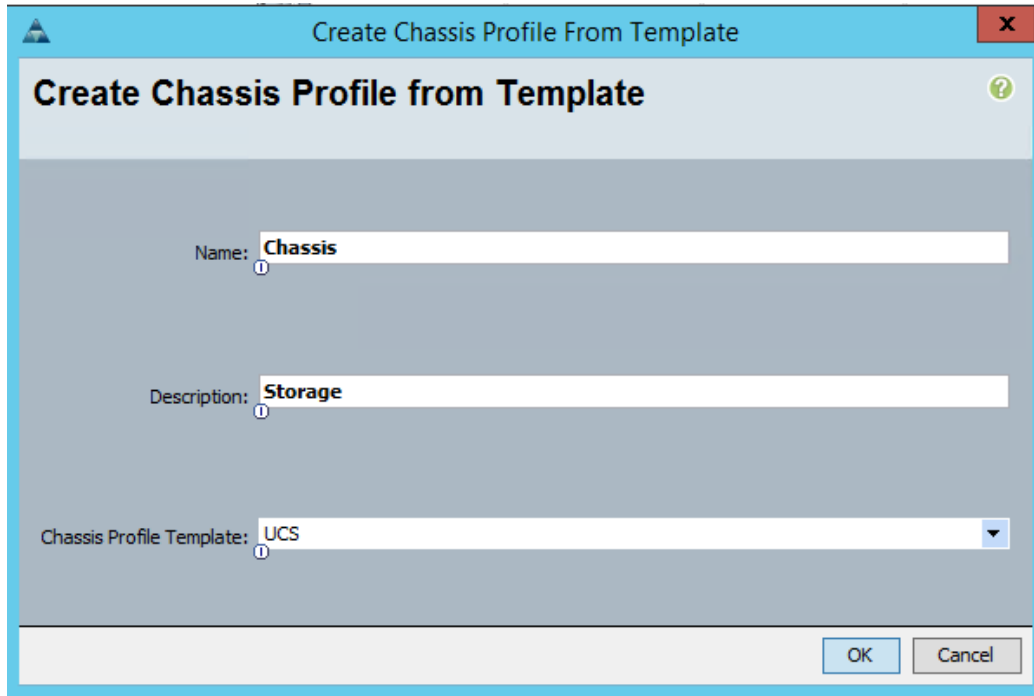 Create Chassis Profile From Template
x
Create Chassis Profile from Template
?
Name: Chassis
Description: Storage
Chassis Profile Template: UCS
OK Cancel